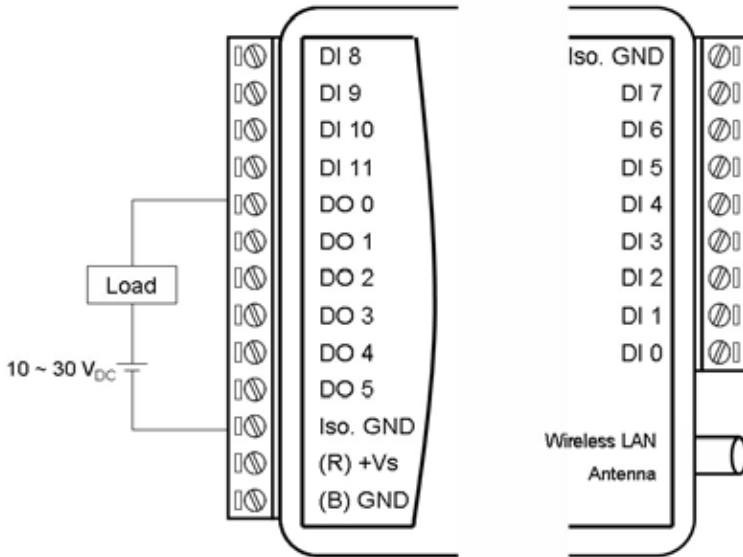 DI 8
DI 9
DI 10
DI 11
DO 0
DO 1
DO 2
DO 3
DO 4
DO 5
Iso. GND
(R) +Vs
(B) GND
Load
10 ~ 30 VDC
Iso. GND
DI 7
DI 6
DI 5
DI 4
DI 3
DI 2
DI 1
DI 0
Wireless LAN
Antenna